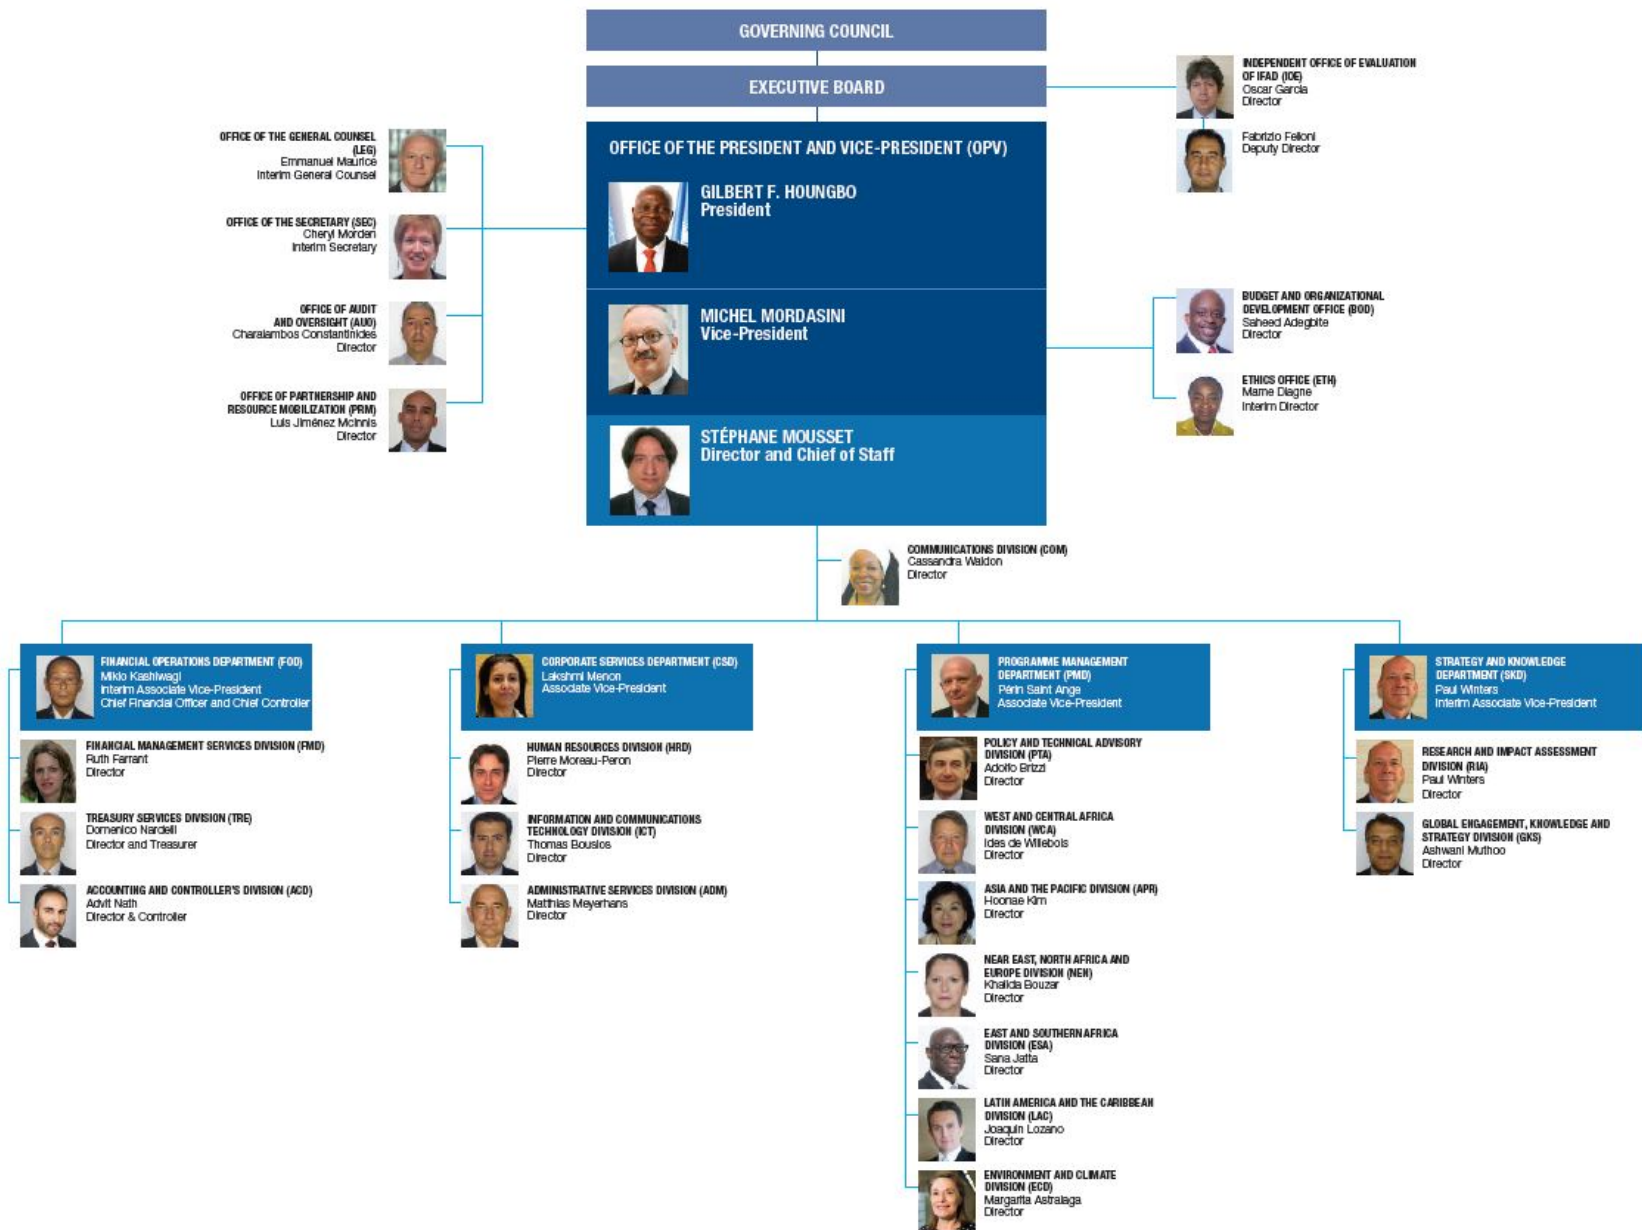 GOVERNING COUNCIL
EXECUTIVE BOARD
INDEPENDENT OFFICE OF EVALUATION
OF IFAD (IOE)
Oscar Garcia
Director
Fabrizio Felloni
Deputy Director
OFFICE OF THE GENERAL COUNSEL
(LEG)
Emmanuel Maurice
Interim General Counsel
OFFICE OF THE SECRETARY (SEC)
Cheryl Morden
Interim Secretary
OFFICE OF AUDIT
AND OVERSIGHT (AUO)
Charalambos Constantinides
Director
OFFICE OF PARTNERSHIP AND
RESOURCE MOBILIZATION (PRM)
Luis Jiménez McInnis
Director
OFFICE OF THE PRESIDENT AND VICE-PRESIDENT (OPV)
GILBERT F. HOUNGBO
President
MICHEL MORDASINI
Vice-President
STÉPHANE MOUSSET
Director and Chief of Staff
BUDGET AND ORGANIZATIONAL
DEVELOPMENT OFFICE (BOD)
Saheed Adegbite
Director
ETHICS OFFICE (ETH)
Mame Diagne
Interim Director
COMMUNICATIONS DIVISION (COM)
Cassandra Waldon
Director
FINANCIAL OPERATIONS DEPARTMENT (FOD)
Mikio Kashiwagi
Interim Associate Vice-President
Chief Financial Officer and Chief Controller
FINANCIAL MANAGEMENT SERVICES DIVISION (FMD)
Ruth Farrant
Director
TREASURY SERVICES DIVISION (TRE)
Domenico Nardelli
Director and Treasurer
ACCOUNTING AND CONTROLLER'S DIVISION (ACD)
Advit Nath
Director & Controller
CORPORATE SERVICES DEPARTMENT (CSD)
Lakshmi Menon
Associate Vice-President
HUMAN RESOURCES DIVISION (HRD)
Pierre Moreau-Peron
Director
INFORMATION AND COMMUNICATIONS
TECHNOLOGY DIVISION (ICT)
Thomas Bousios
Director
ADMINISTRATIVE SERVICES DIVISION (ADM)
Matthias Meyerhans
Director
PROGRAMME MANAGEMENT
DEPARTMENT (PMD)
Périn Saint Ange
Associate Vice-President
POLICY AND TECHNICAL ADVISORY
DIVISION (PTA)
Adolfo Brizzi
Director
WEST AND CENTRAL AFRICA
DIVISION (WCA)
Ides de Willebois
Director
ASIA AND THE PACIFIC DIVISION (APR)
Hoonae Kim
Director
NEAR EAST, NORTH AFRICA AND
EUROPE DIVISION (NEN)
Khalida Bouzar
Director
EAST AND SOUTHERN AFRICA
DIVISION (ESA)
Sana Jatta
Director
LATIN AMERICA AND THE CARIBBEAN
DIVISION (LAC)
Joaquin Lozano
Director
ENVIRONMENT AND CLIMATE
DIVISION (ECD)
Margarita Astralaga
Director
STRATEGY AND KNOWLEDGE
DEPARTMENT (SKD)
Paul Winters
Interim Associate Vice-President
RESEARCH AND IMPACT ASSESSMENT
DIVISION (RIA)
Paul Winters
Director
GLOBAL ENGAGEMENT, KNOWLEDGE AND
STRATEGY DIVISION (GKS)
Ashwani Muthoo
Director